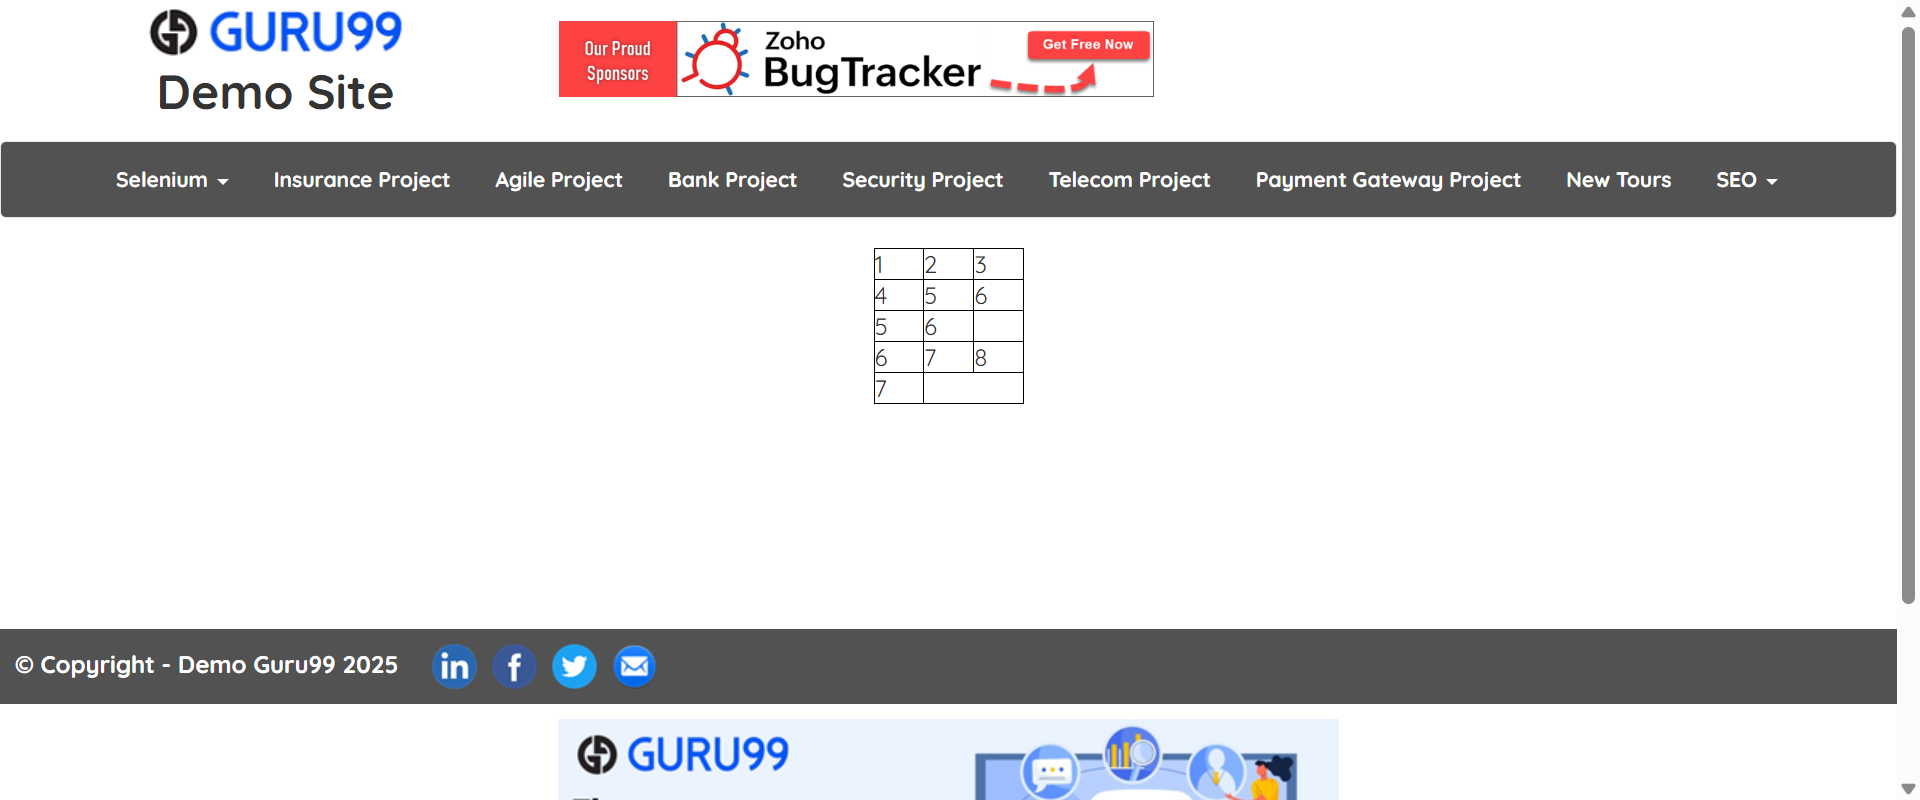 GURU99
Demo Site
Our Proud
Sponsors
Zoho
BugTracker
Get Free Now
Selenium
Insurance Project
Agile Project
Bank Project
Security Project
Telecom Project
Payment Gateway Project
New Tours
SEO
1 2 3
4 5 6
5 6
6 7 8
7
© Copyright - Demo Guru99 2025
in
f
GURU99